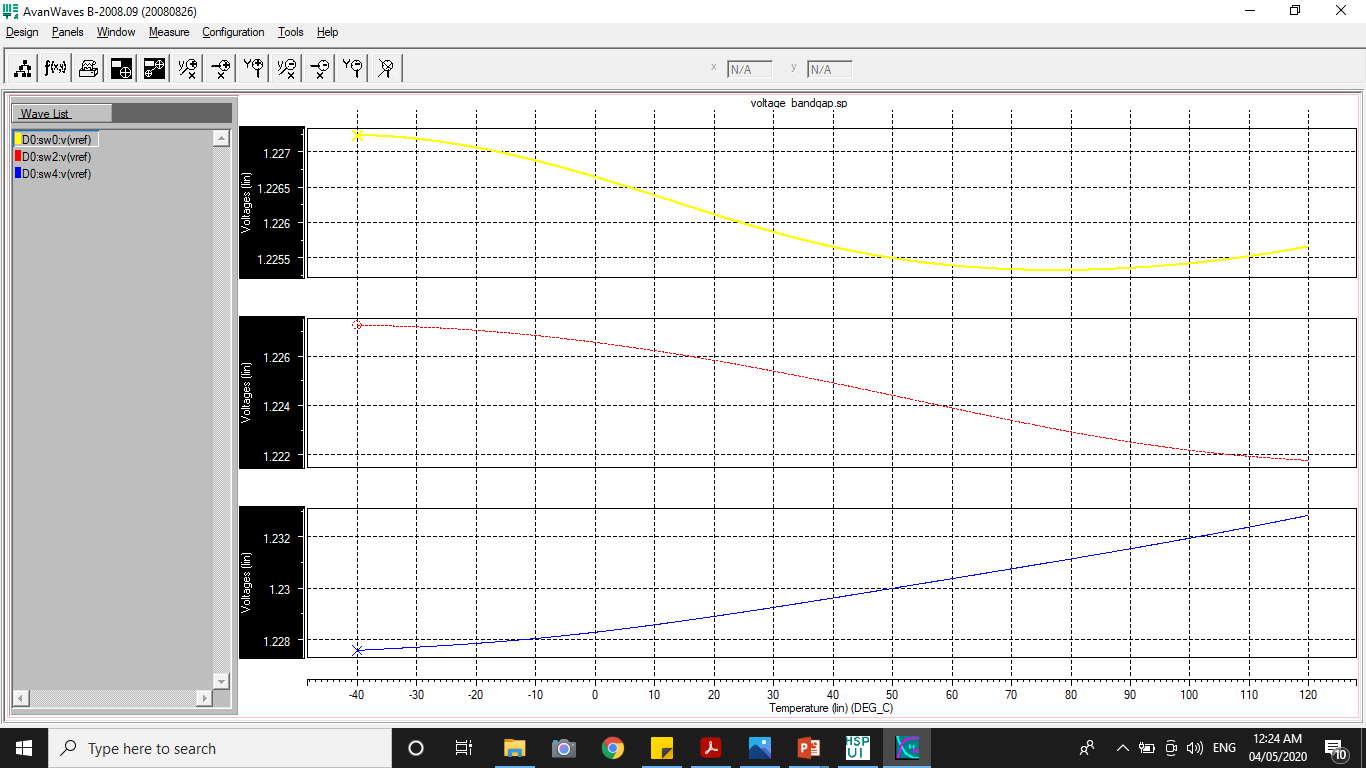 AvanWaves B-2008.09 (20080826)
Design Panels Window Measure Configuration Tools Help
f(x)
x N/A y N/A
Wave List
D0:sw0:v(vref)
D0:sw2:v(vref)
D0:sw4:v(vref)
voltage_bandgap.sp
Voltages (lin)
1.227
1.2265
1.226
1.2255
Voltages (lin)
1.226
1.224
1.222
Voltages (lin)
1.232
1.23
1.228
-40 -30 -20 -10 0 10 20 30 40 50 60 70 80 90 100 110 120
Temperature (lin) (DEG_C)
Type here to search
HSP
UI
ENG
12:24 AM
04/05/2020
10